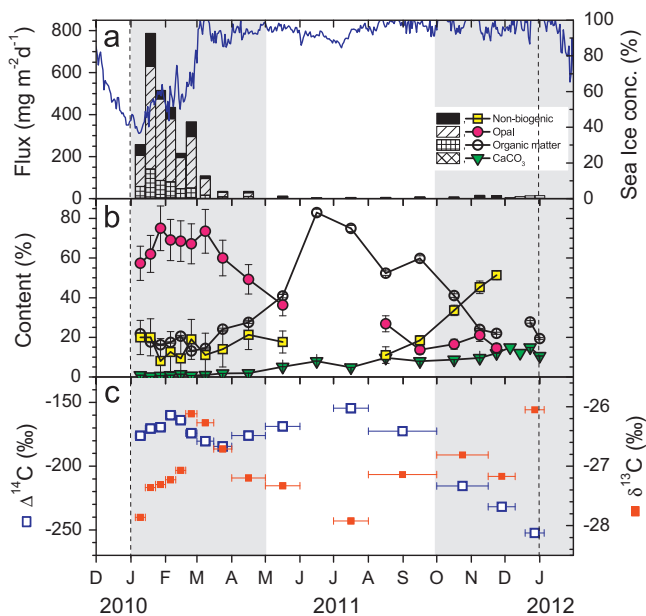 a
800
600
400
200
0
Flux (mg m⁻²d⁻¹)
100
80
60
40
20
0
Sea Ice conc. (%)
Non-biogenic
Opal
Organic matter
CaCO₃
b
80
60
40
20
0
Content (%)
c
-150
-200
-250
□ Δ¹⁴C (‰)
-26
-27
-28
■ δ¹³C (‰)
D J F M A M J J A S O N D J
2010 2011 2012